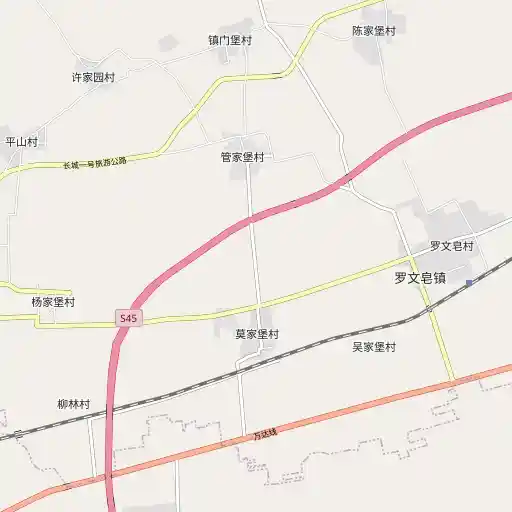 陈家堡村
镇门堡村
许家园村
平山村
管家堡村
长城一号旅游公路
罗文皂村
罗文皂镇
杨家堡村
S45
莫家堡村
吴家堡村
柳林村
万达线